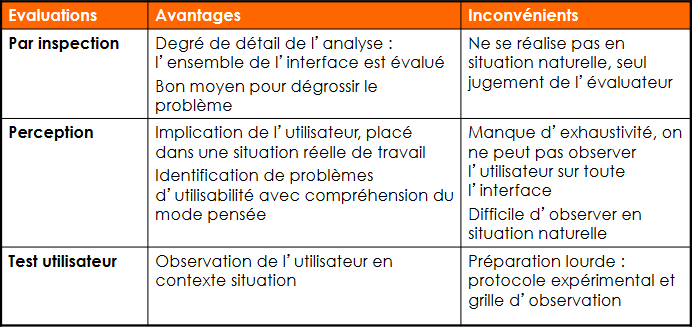 Evaluations Avantages Inconvénients
Par inspection
Degré de détail de l’analyse :
l’ensemble de l’interface est évalué
Bon moyen pour dégrossir le
problème
Ne se réalise pas en
situation naturelle, seul
jugement de l’évaluateur
Perception
Implication de l’utilisateur, placé
dans une situation réelle de travail
Identification de problèmes
d’utilisabilité avec compréhension du
mode pensée
Manque d’exhaustivité, on
ne peut pas observer
l’utilisateur sur toute
l’interface
Difficile d’observer en
situation naturelle
Test utilisateur
Observation de l’utilisateur en
contexte situation
Préparation lourde :
protocole expérimental et
grille d’observation